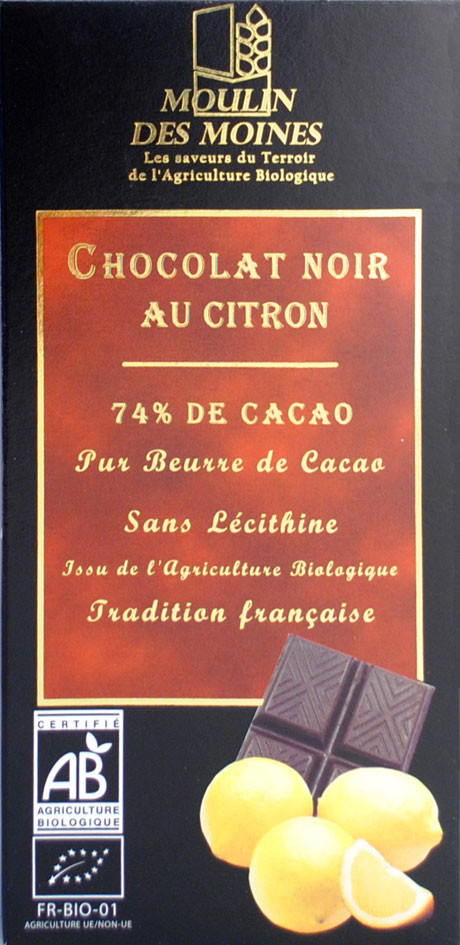 MOULIN
DES MOINES
Les saveurs du Terroir
de l'Agriculture Biologique
CHOCOLAT NOIR
AU CITRON
74% DE CACAO
Pur Beurre de Cacao
Sans Lécithine
Issu de l'Agriculture Biologique
Tradition française
CERTIFIÉ
AB
AGRICULTURE
BIOLOGIQUE
FR-BIO-01
AGRICULTURE UE/NON-UE